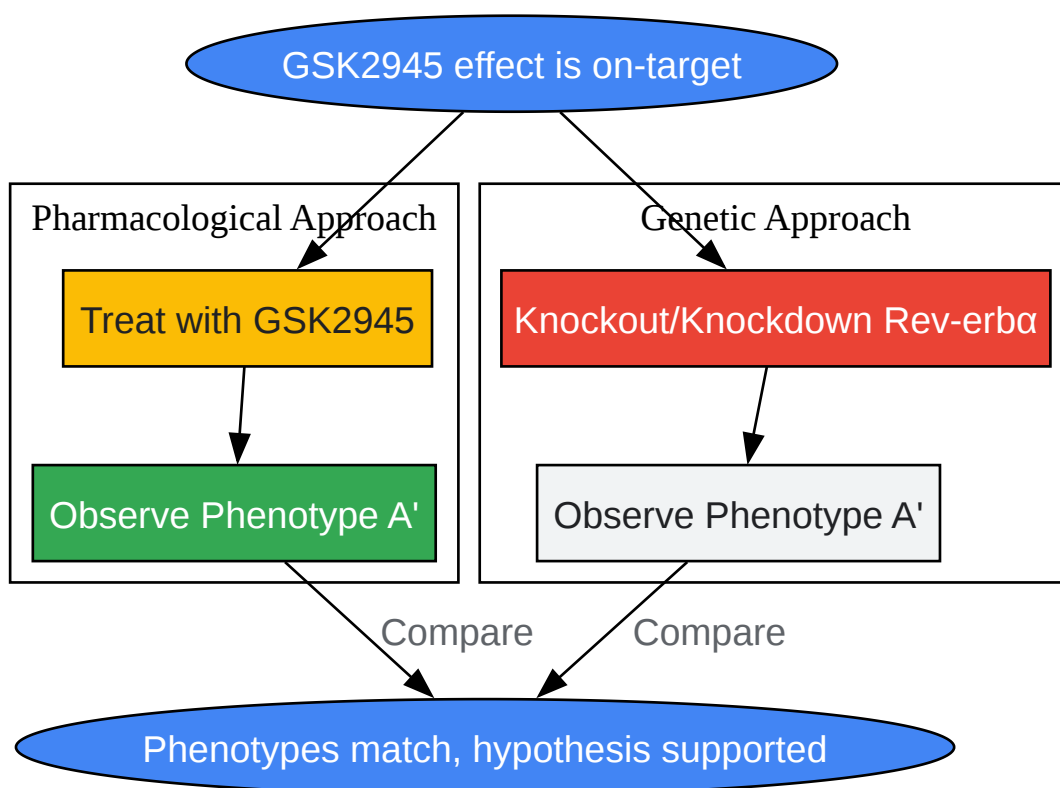 GSK2945 effect is on-target
Pharmacological Approach
Genetic Approach
Treat with GSK2945
Knockout/Knockdown Rev-erbα
Observe Phenotype A'
Observe Phenotype A'
Compare
Compare
Phenotypes match, hypothesis supported